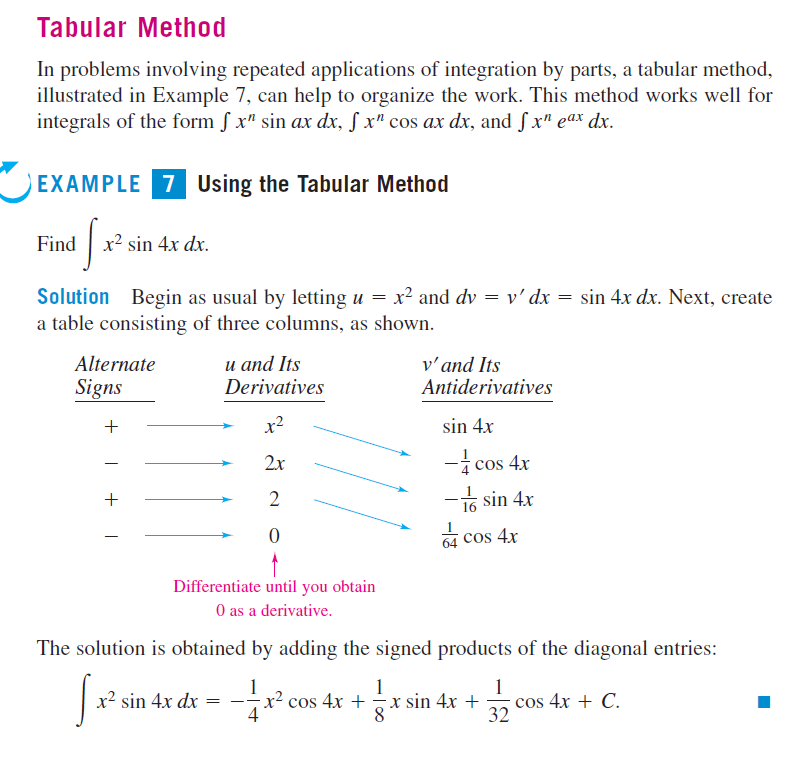 Tabular Method
In problems involving repeated applications of integration by parts, a tabular method,
illustrated in Example 7, can help to organize the work. This method works well for
integrals of the form ∫ xⁿ sin ax dx, ∫ xⁿ cos ax dx, and ∫ xⁿ eᵃˣ dx.
EXAMPLE 7 Using the Tabular Method
Find ∫ x² sin 4x dx.
Solution Begin as usual by letting u = x² and dv = v′ dx = sin 4x dx. Next, create
a table consisting of three columns, as shown.
Alternate u and Its v′ and Its
Signs Derivatives Antiderivatives
+ x² sin 4x
− 2x −1/4 cos 4x
+ 2 −1/16 sin 4x
− 0 1/64 cos 4x
Differentiate until you obtain
0 as a derivative.
The solution is obtained by adding the signed products of the diagonal entries:
∫ x² sin 4x dx = −1/4 x² cos 4x + 1/8 x sin 4x + 1/32 cos 4x + C.